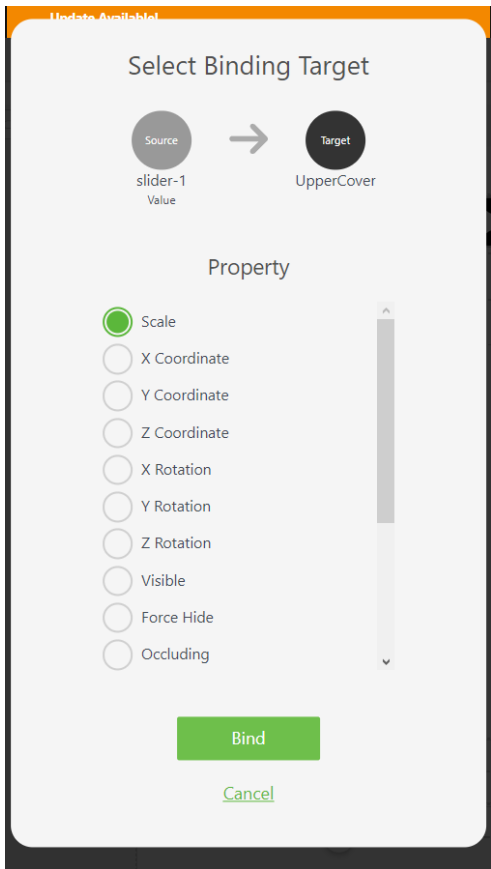 Update Available!
Select Binding Target
Source
Target
slider-1
UpperCover
Value
Property
Scale
X Coordinate
Y Coordinate
Z Coordinate
X Rotation
Y Rotation
Z Rotation
Visible
Force Hide
Occluding
Bind
Cancel